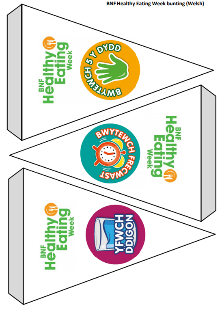 BNF Healthy Eating Week bunting (Welsh)
BNF
Healthy
Eating
Week
BWYTEWCH 5 Y DYDD
BNF
Healthy
Eating
Week
BWYTEWCH FRECWAST
BNF
Healthy
Eating
Week
YFWCH
DDIGON